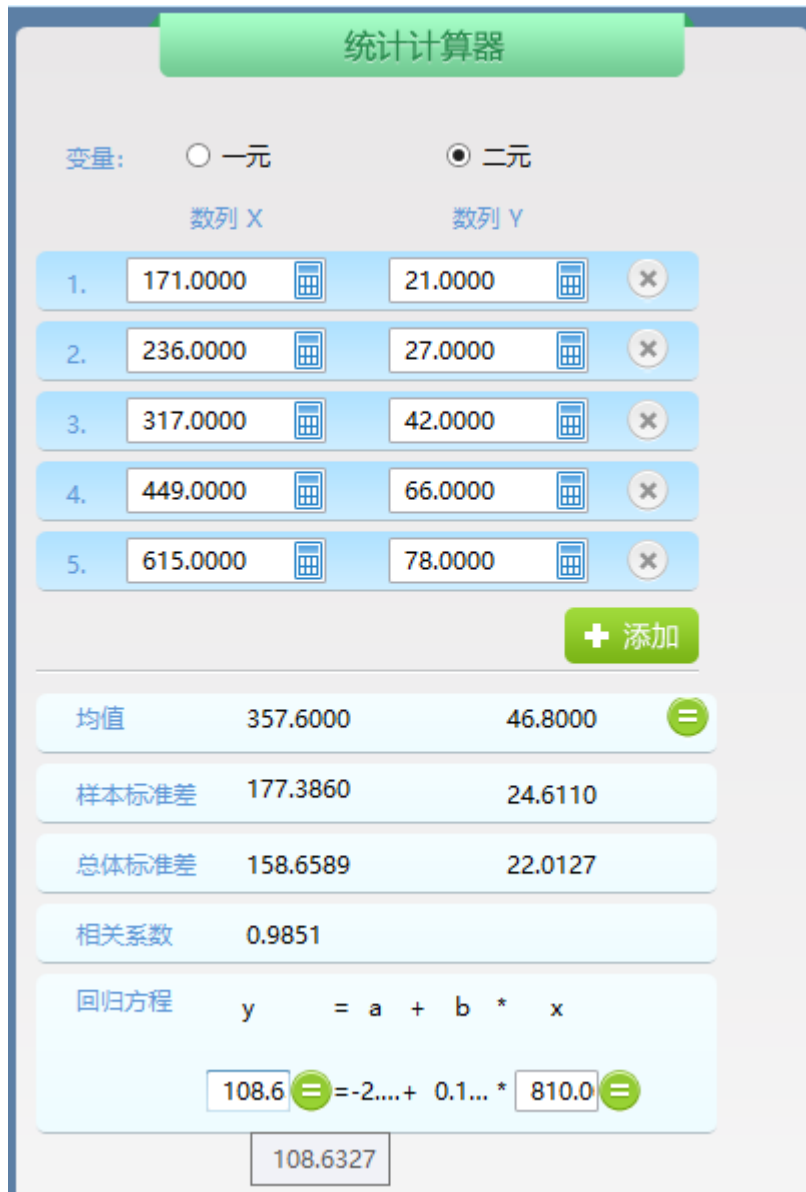 统计计算器
变量: 一元 二元
数列 X 数列 Y
1. 171.0000 21.0000
2. 236.0000 27.0000
3. 317.0000 42.0000
4. 449.0000 66.0000
5. 615.0000 78.0000
添加
均值 357.6000 46.8000
样本标准差 177.3860 24.6110
总体标准差 158.6589 22.0127
相关系数 0.9851
回归方程 y = a + b * x
108.6 =-2....+ 0.1... * 810.0
108.6327